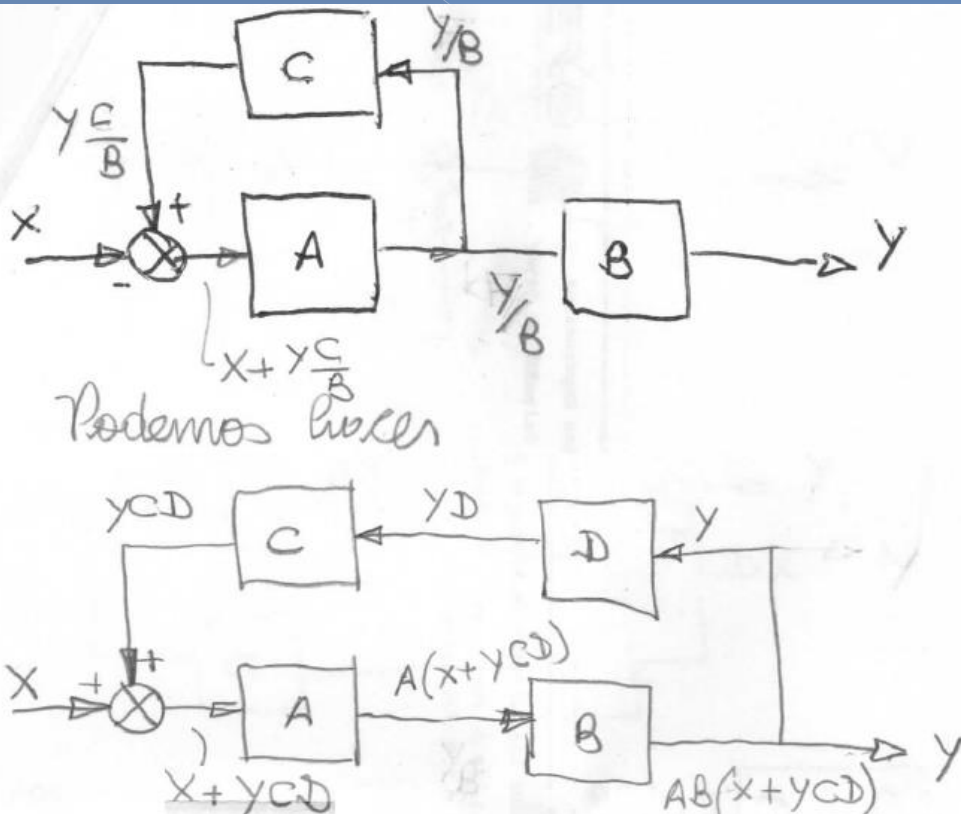 Y/B
C
Y C/B
X
+
A
B
Y
-
Y/B
X + Y C/B
Podemos hacer
YCD
C
YD
D
Y
X
+
+
A
A(X+YCD)
B
Y
X + YCD
AB(X+YCD)